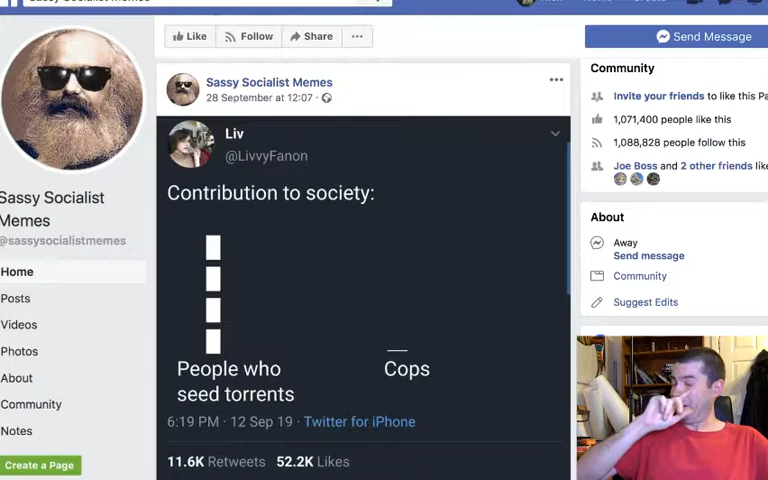 Sassy Socialist Memes
Like
Follow
Share
Send Message
Sassy Socialist Memes
28 September at 12:07
Liv
@LivvyFanon
Contribution to society:
People who
seed torrents
Cops
6:19 PM · 12 Sep 19 · Twitter for iPhone
11.6K Retweets 52.2K Likes
Sassy Socialist
Memes
@sassysocialistmemes
Home
Posts
Videos
Photos
About
Community
Notes
Create a Page
Community
Invite your friends to like this Pa
1,071,400 people like this
1,088,828 people follow this
Joe Boss and 2 other friends like
About
Away
Send message
Community
Suggest Edits